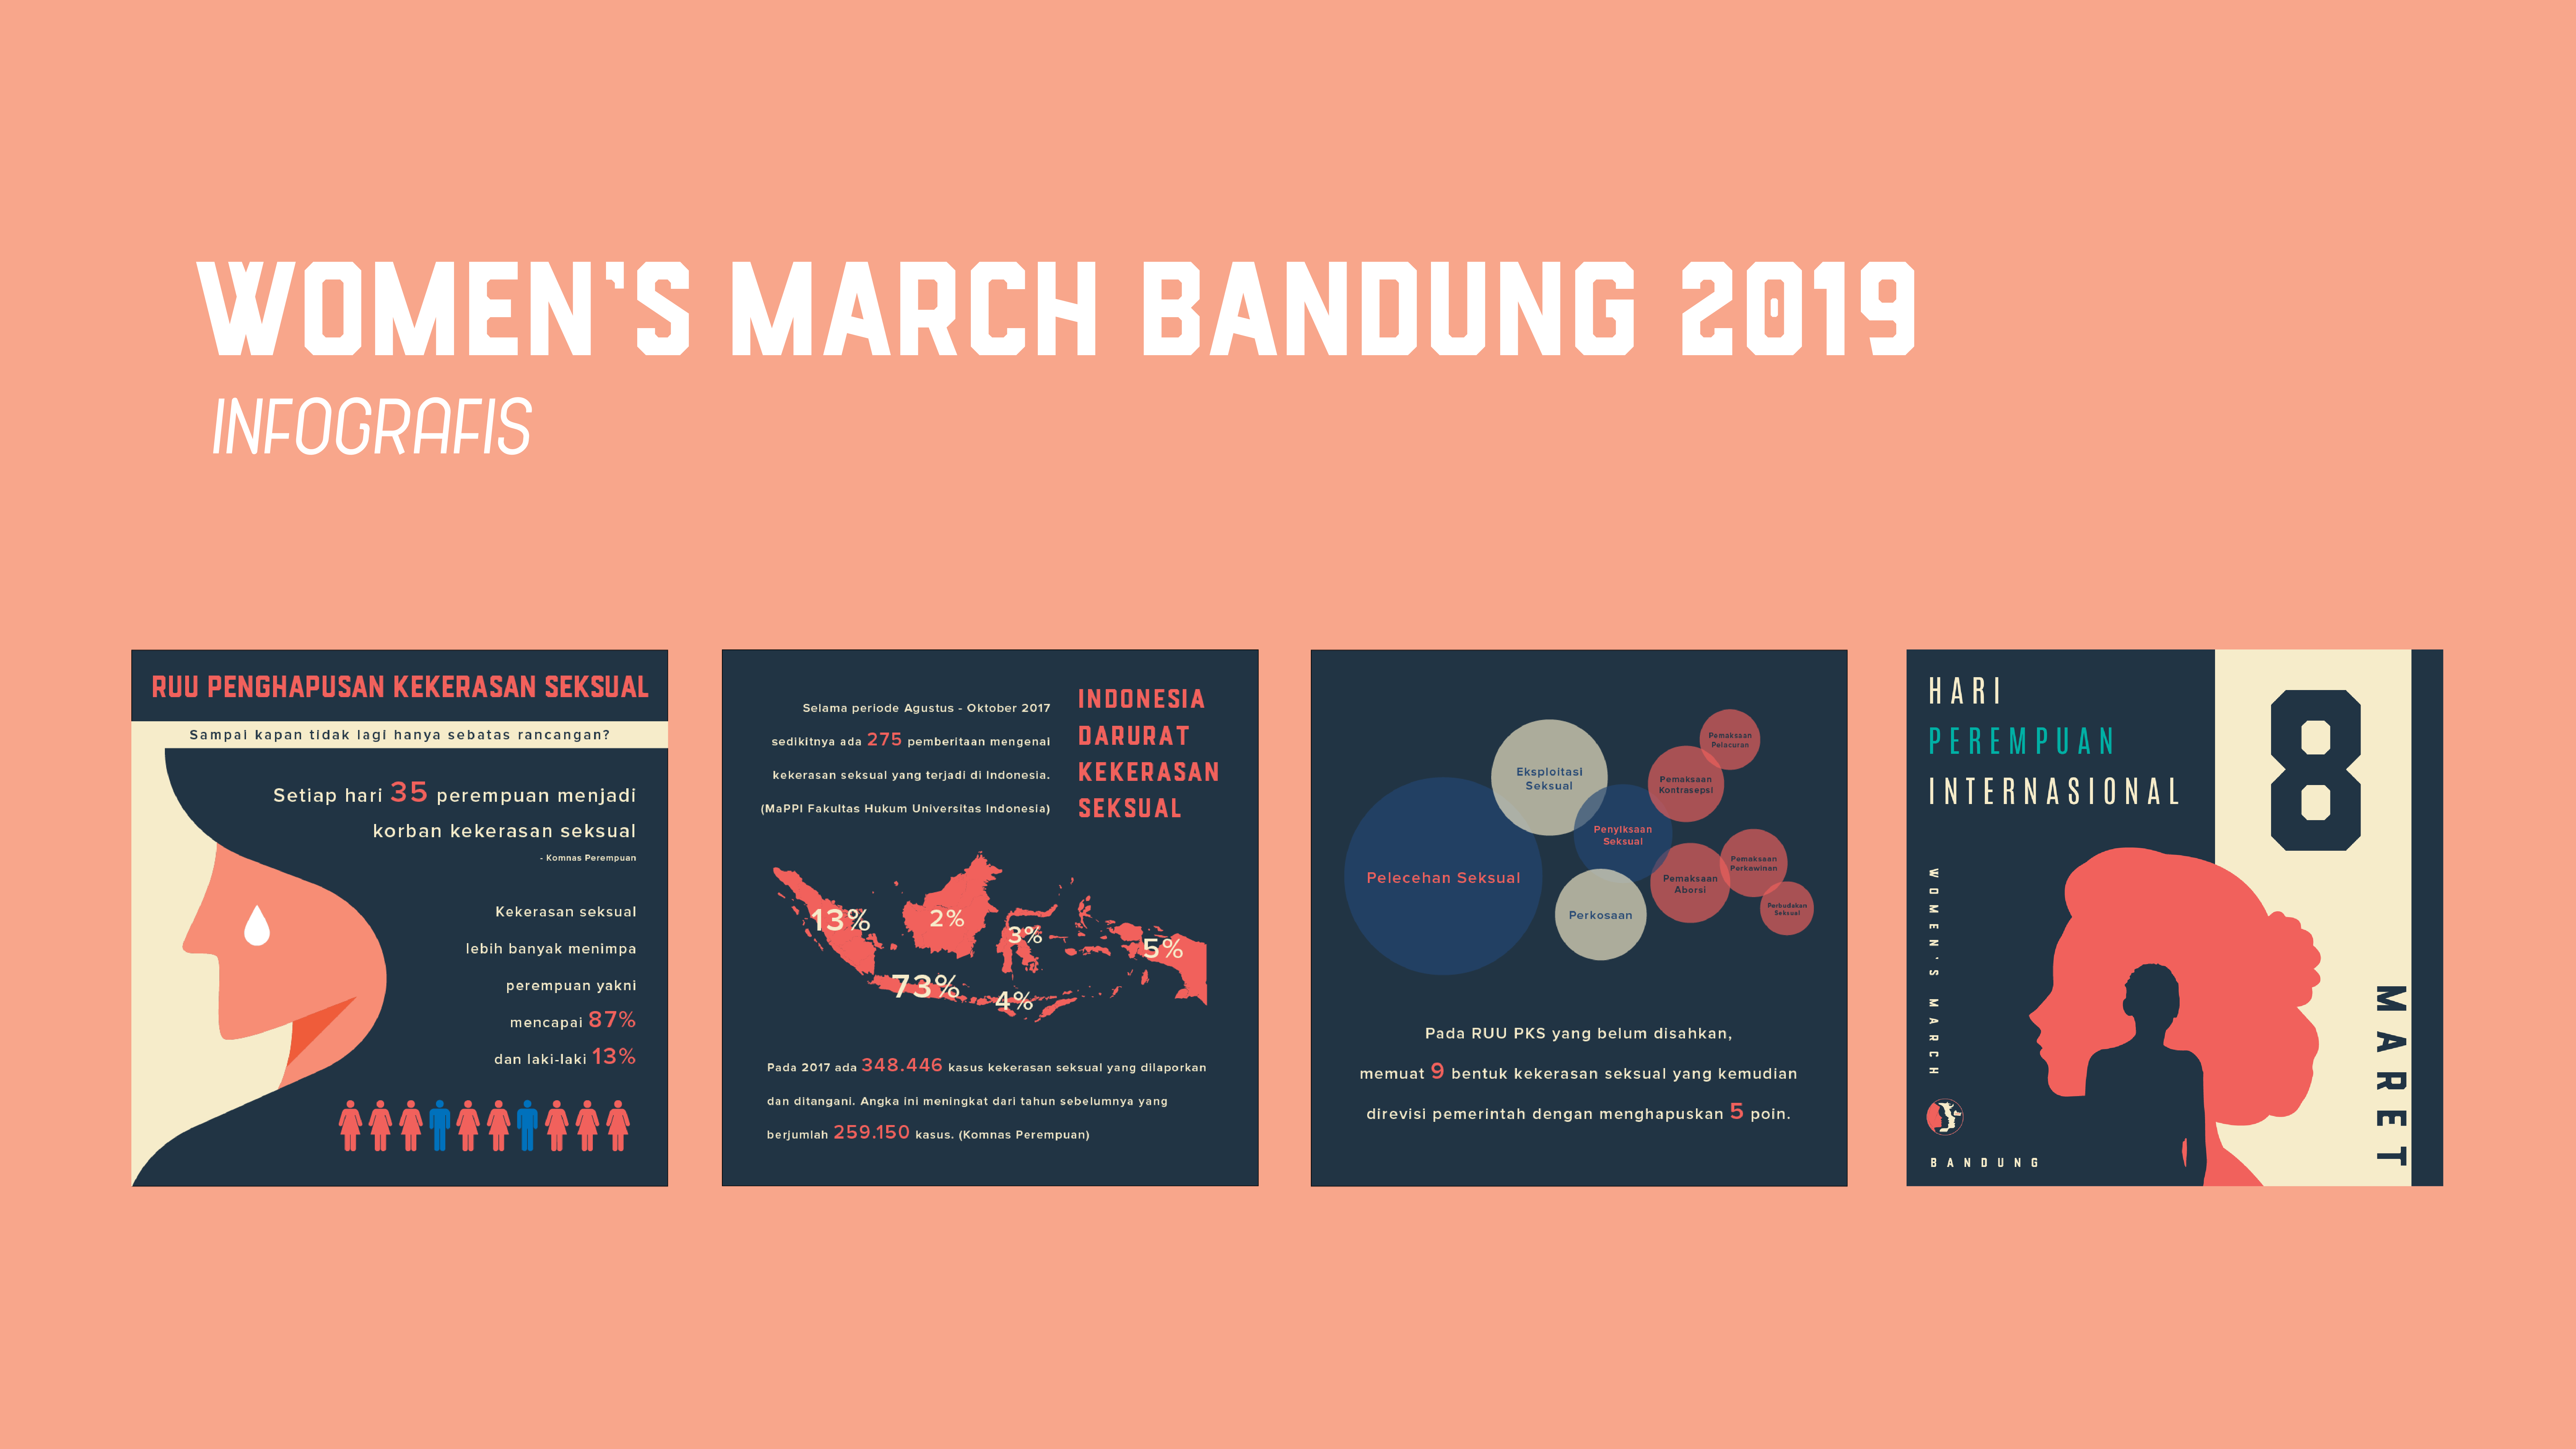 WOMEN'S MARCH BANDUNG 2019
INFOGRAFIS
RUU PENGHAPUSAN KEKERASAN SEKSUAL
Sampai kapan tidak lagi hanya sebatas rancangan?
Setiap hari 35 perempuan menjadi
korban kekerasan seksual
- Komnas Perempuan
Kekerasan seksual
lebih banyak menimpa
perempuan yakni
mencapai 87%
dan laki-laki 13%
Selama periode Agustus - Oktober 2017
sedikitnya ada 275 pemberitaan mengenai
kekerasan seksual yang terjadi di Indonesia.
(MaPPI Fakultas Hukum Universitas Indonesia)
INDONESIA
DARURAT
KEKERASAN
SEKSUAL
13%
2%
3%
5%
73%
4%
Pada 2017 ada 348.446 kasus kekerasan seksual yang dilaporkan
dan ditangani. Angka ini meningkat dari tahun sebelumnya yang
berjumlah 259.150 kasus. (Komnas Perempuan)
Pelecehan Seksual
Eksploitasi
Seksual
Penyiksaan
Seksual
Perkosaan
Pemaksaan
Pelacuran
Pemaksaan
Kontrasepsi
Pemaksaan
Aborsi
Pemaksaan
Perkawinan
Perbudakan
Seksual
Pada RUU PKS yang belum disahkan,
memuat 9 bentuk kekerasan seksual yang kemudian
direvisi pemerintah dengan menghapuskan 5 poin.
HARI
PEREMPUAN
INTERNASIONAL
8
MARET
WOMEN'S MARCH
BANDUNG